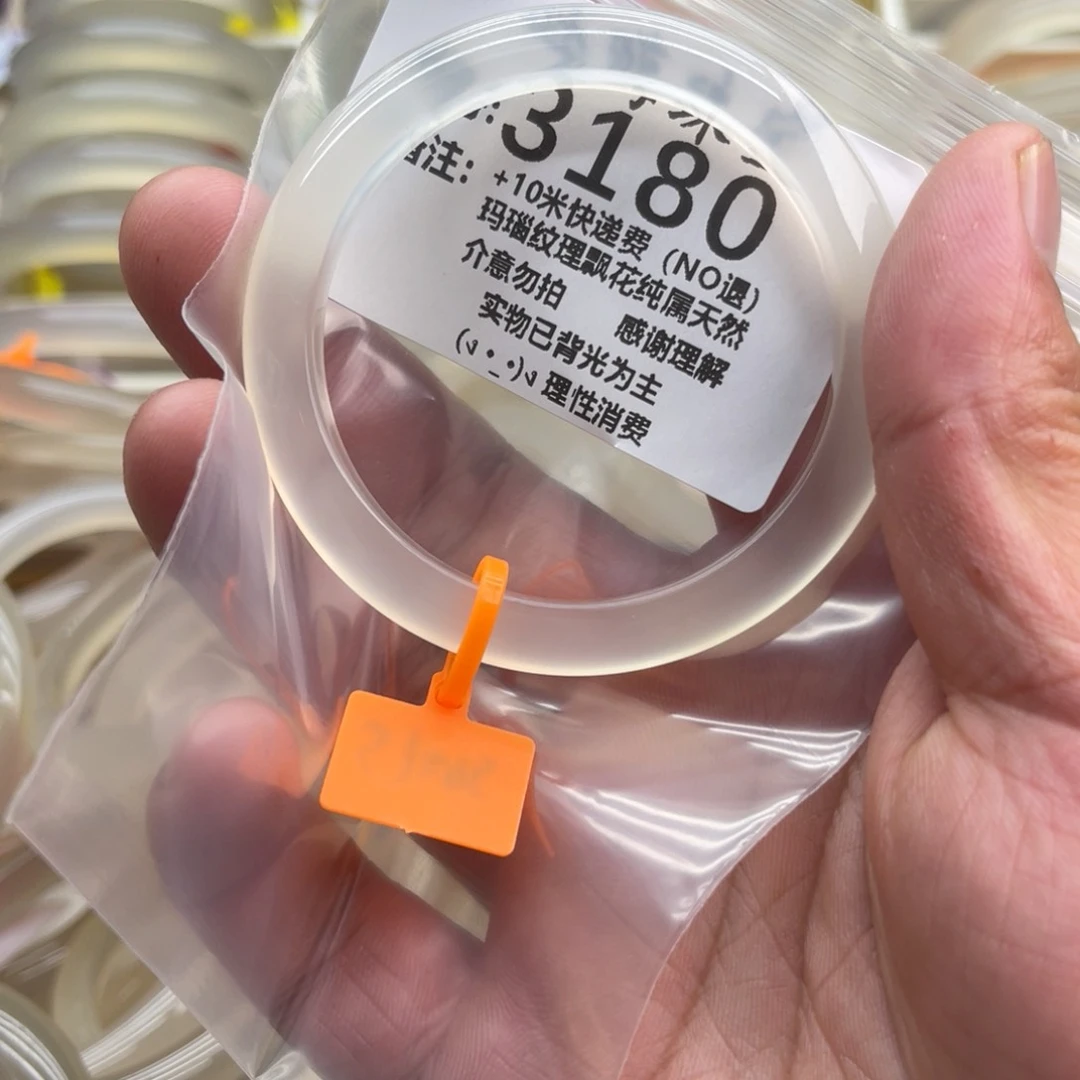 3180
备注：+10米快递费（NO退）
玛瑙纹理飘花纯属天然
介意勿拍 感谢理解
实物已背光为主
理性消费